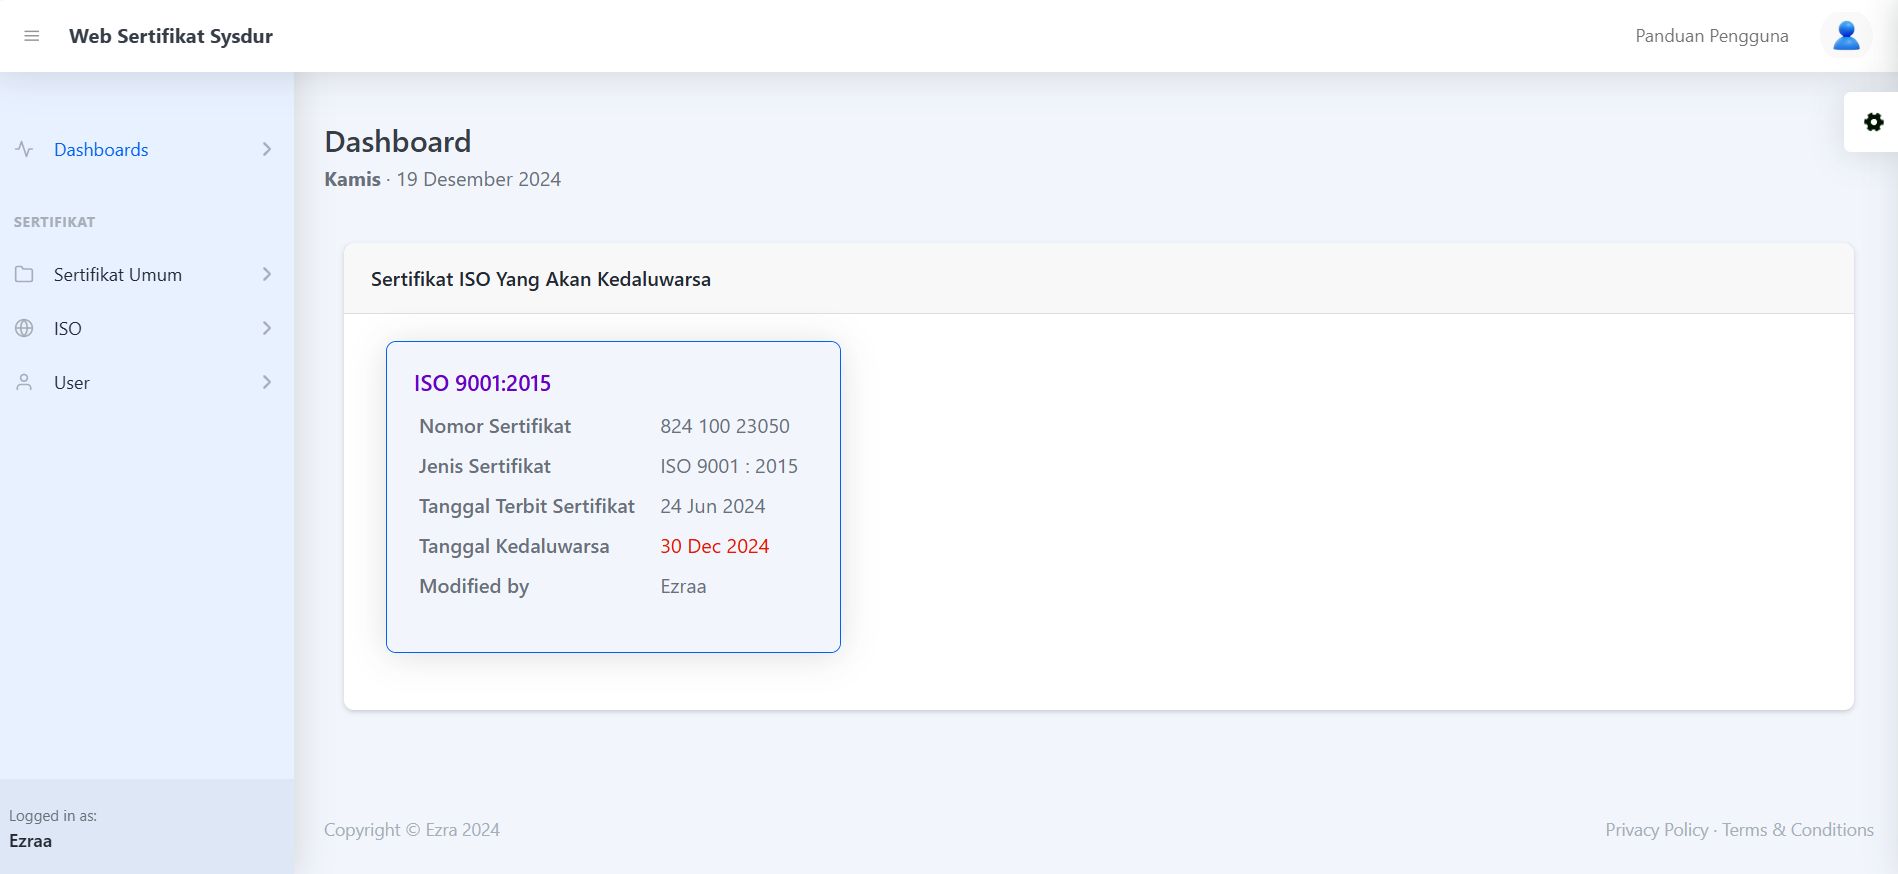 Web Sertifikat Sysdur
Panduan Pengguna
Dashboards
SERTIFIKAT
Sertifikat Umum
ISO
User
Logged in as:
Ezraa
Dashboard
Kamis · 19 Desember 2024
Sertifikat ISO Yang Akan Kedaluwarsa
ISO 9001:2015
Nomor Sertifikat 824 100 23050
Jenis Sertifikat ISO 9001 : 2015
Tanggal Terbit Sertifikat 24 Jun 2024
Tanggal Kedaluwarsa 30 Dec 2024
Modified by Ezraa
Copyright © Ezra 2024
Privacy Policy · Terms & Conditions